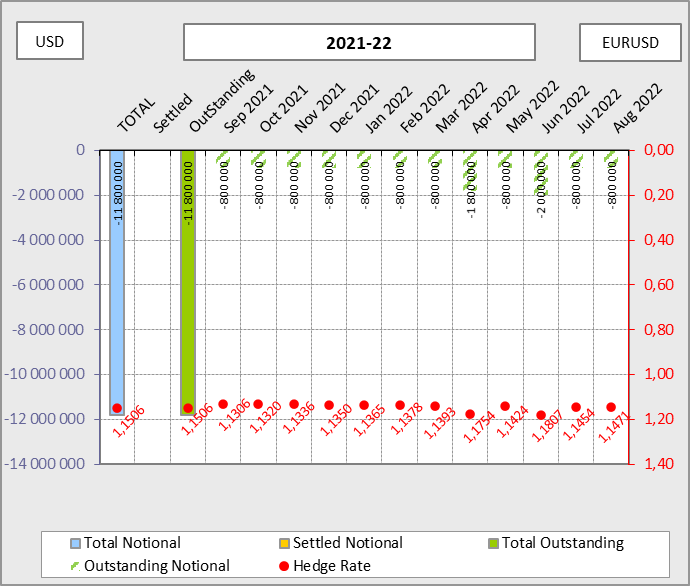 USD
2021-22
EURUSD
TOTAL
Settled
OutStanding
Sep 2021
Oct 2021
Nov 2021
Dec 2021
Jan 2022
Feb 2022
Mar 2022
Apr 2022
May 2022
Jun 2022
Jul 2022
Aug 2022
0
-2 000 000
-4 000 000
-6 000 000
-8 000 000
-10 000 000
-12 000 000
-14 000 000
0,00
0,20
0,40
0,60
0,80
1,00
1,20
1,40
-11 800 000
-11 800 000
-800 000
-800 000
-800 000
-800 000
-800 000
-800 000
-800 000
-1 800 000
-800 000
-2 000 000
-800 000
-800 000
1,1506
1,1506
1,1306
1,1320
1,1336
1,1350
1,1365
1,1378
1,1393
1,1754
1,1424
1,1807
1,1454
1,1471
Total Notional
Settled Notional
Total Outstanding
Outstanding Notional
Hedge Rate